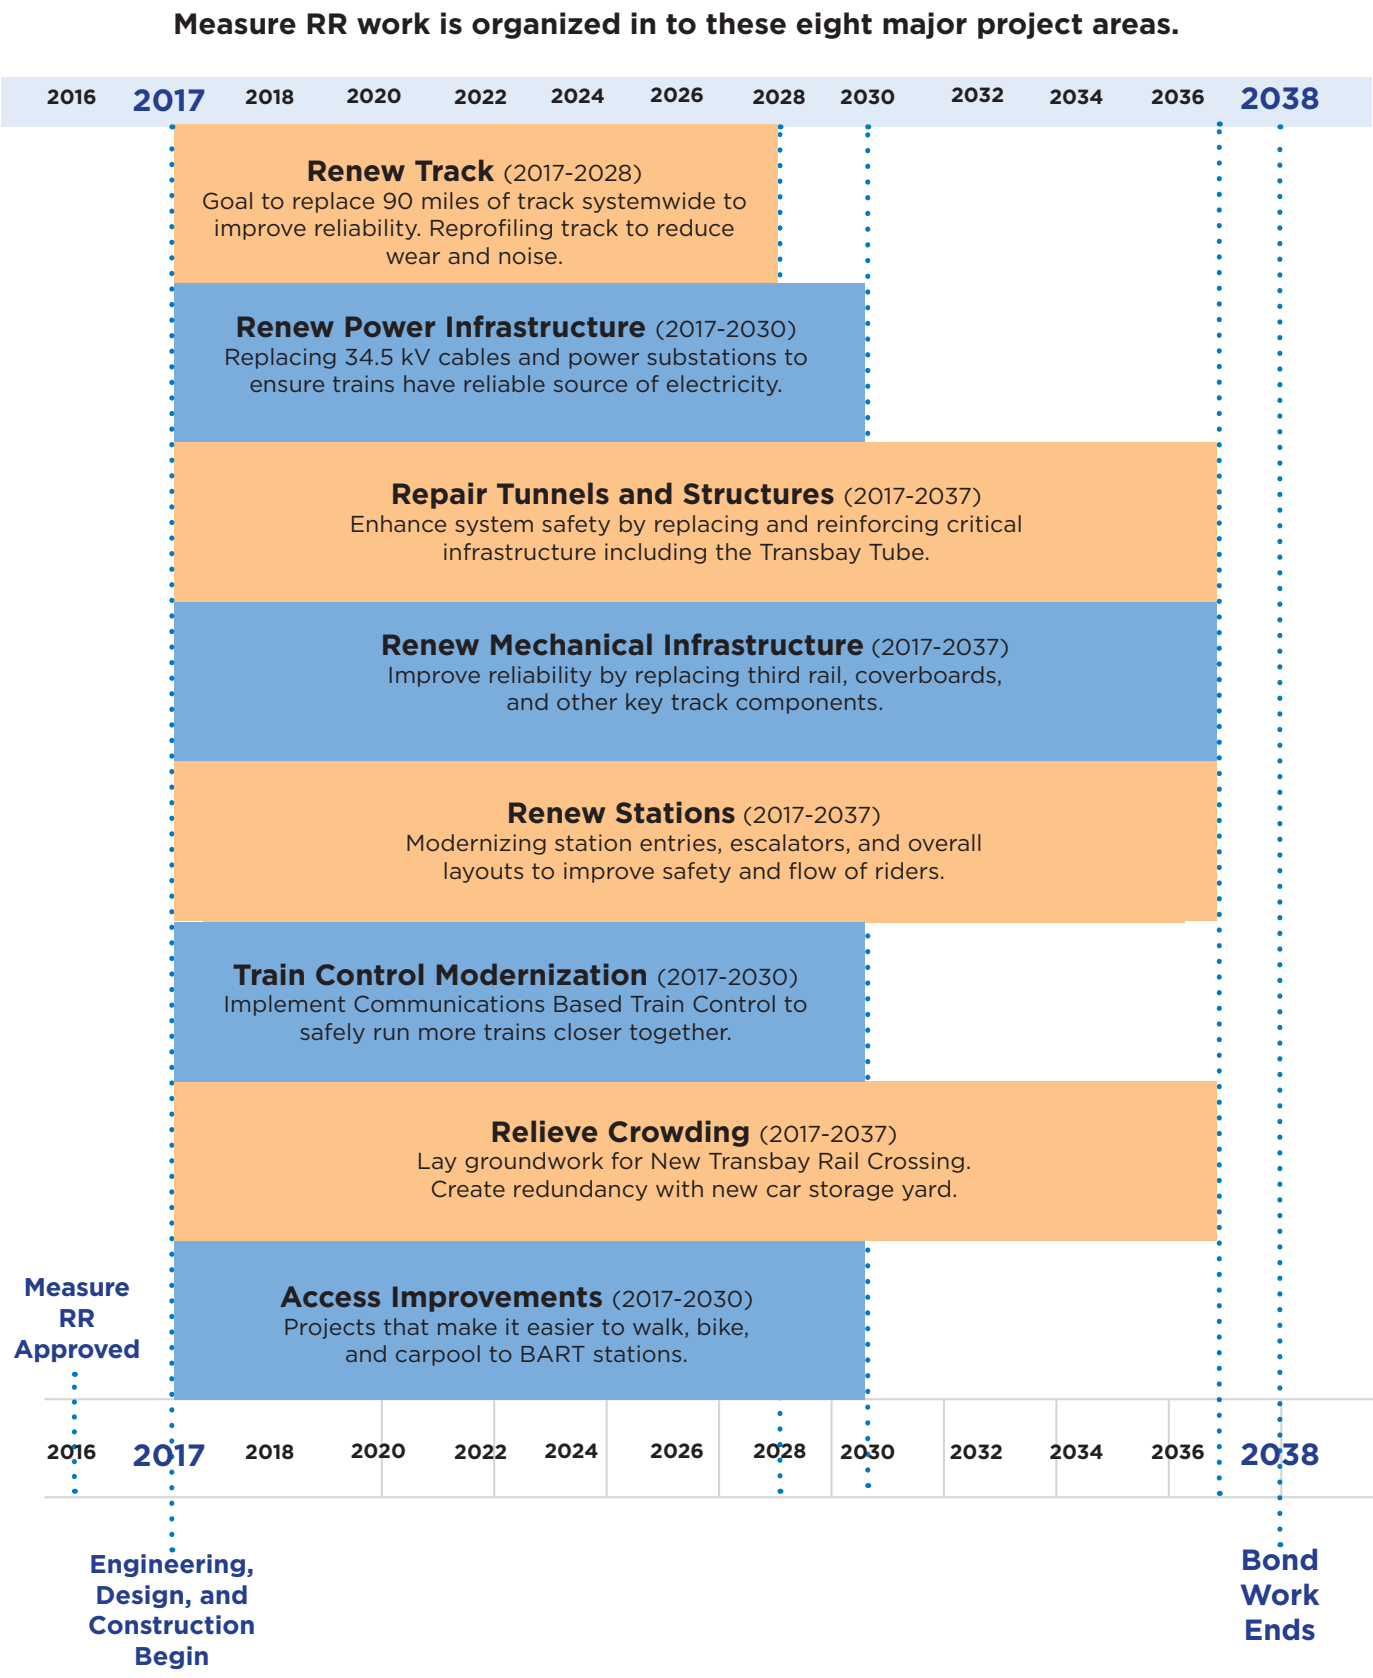 Measure RR work is organized in to these eight major project areas.
2016 2017 2018 2020 2022 2024 2026 2028 2030 2032 2034 2036 2038
Renew Track (2017-2028)
Goal to replace 90 miles of track systemwide to
improve reliability. Reprofiling track to reduce
wear and noise.
Renew Power Infrastructure (2017-2030)
Replacing 34.5 kV cables and power substations to
ensure trains have reliable source of electricity.
Repair Tunnels and Structures (2017-2037)
Enhance system safety by replacing and reinforcing critical
infrastructure including the Transbay Tube.
Renew Mechanical Infrastructure (2017-2037)
Improve reliability by replacing third rail, coverboards,
and other key track components.
Renew Stations (2017-2037)
Modernizing station entries, escalators, and overall
layouts to improve safety and flow of riders.
Train Control Modernization (2017-2030)
Implement Communications Based Train Control to
safely run more trains closer together.
Relieve Crowding (2017-2037)
Lay groundwork for New Transbay Rail Crossing.
Create redundancy with new car storage yard.
Access Improvements (2017-2030)
Projects that make it easier to walk, bike,
and carpool to BART stations.
Measure
RR
Approved
2016 2017 2018 2020 2022 2024 2026 2028 2030 2032 2034 2036 2038
Engineering,
Design, and
Construction
Begin
Bond
Work
Ends